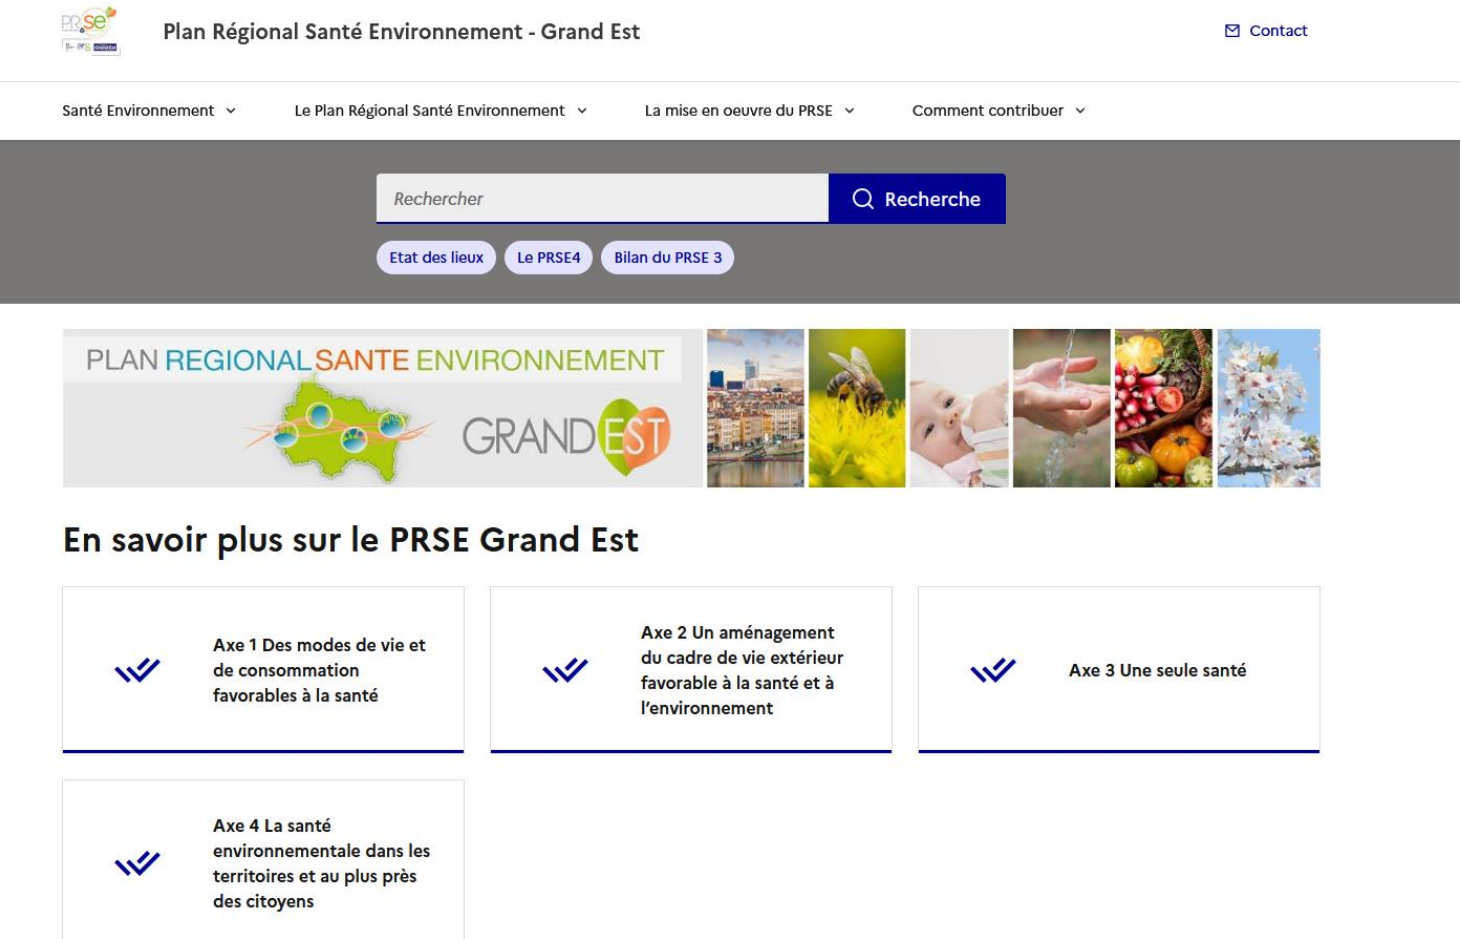 PRSE
Plan Régional Santé Environnement - Grand Est
Contact
Santé Environnement
Le Plan Régional Santé Environnement
La mise en oeuvre du PRSE
Comment contribuer
Rechercher
Recherche
Etat des lieux
Le PRSE4
Bilan du PRSE 3
PLAN REGIONAL SANTE ENVIRONNEMENT
GRAND EST
En savoir plus sur le PRSE Grand Est
Axe 1 Des modes de vie et
de consommation
favorables à la santé
Axe 2 Un aménagement
du cadre de vie extérieur
favorable à la santé et à
l’environnement
Axe 3 Une seule santé
Axe 4 La santé
environnementale dans les
territoires et au plus près
des citoyens